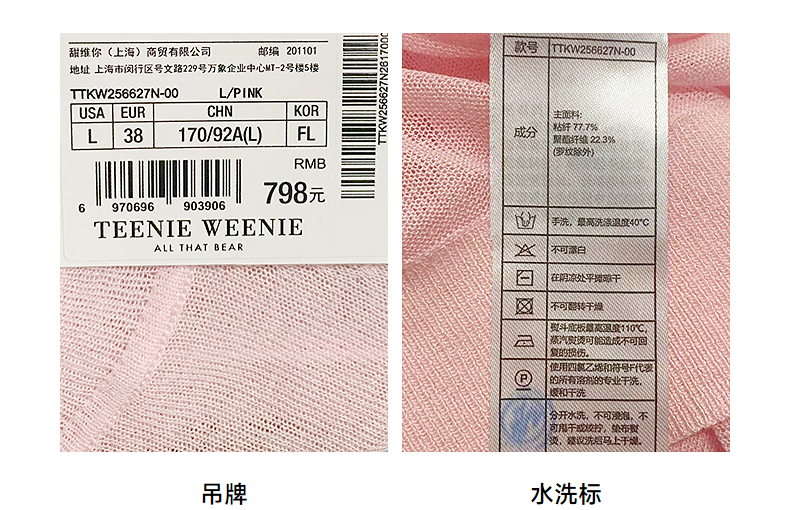 甜维你（上海）商贸有限公司 邮编 201101
地址 上海市闵行区号文路229号万象企业中心MT-2号楼5楼
TTKW256627N-00 L/PINK
USA EUR CHN KOR
L 38 170/92A(L) FL
RMB
798元
6 970696 903906
TEENIE WEENIE
ALL THAT BEAR
TTKW256627N2617000
款号 TTKW256627N-00
成分
主面料:
粘纤 77.7%
聚酯纤维 22.3%
(罗纹除外)
手洗，最高洗涤温度40°C
不可漂白
在阴凉处平摊晾干
不可翻转干燥
熨斗底板最高温度110℃，
蒸汽熨烫可能造成不可回
复的损伤。
使用四氯乙烯和符号F代表
的所有溶剂的专业干洗，
缓和干洗
分开水洗，不可浸泡，不
可甩干或绞拧，垫布熨
烫，建议洗后马上干燥。
吊牌
水洗标